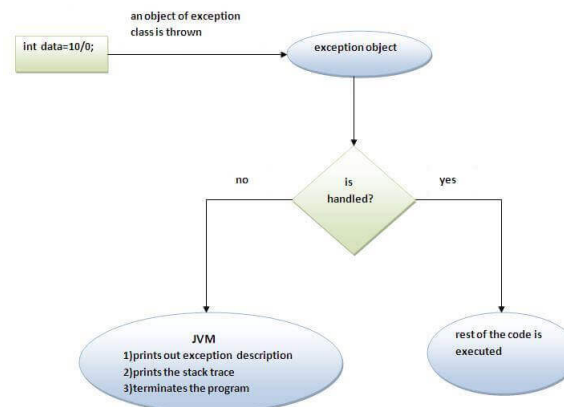 an object of exception
class is thrown
int data=10/0;
exception object
is
handled?
no
yes
JVM
1)prints out exception description
2)prints the stack trace
3)terminates the program
rest of the code is
executed